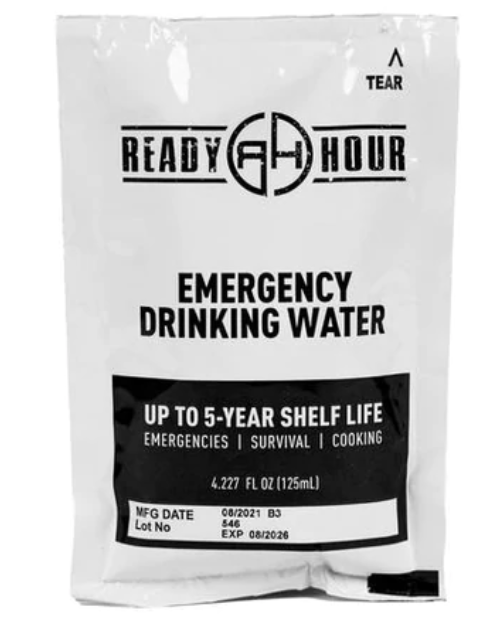 TEAR
READY RH HOUR
EMERGENCY
DRINKING WATER
UP TO 5-YEAR SHELF LIFE
EMERGENCIES | SURVIVAL | COOKING
4.227 FL OZ (125mL)
MFG DATE 08/2021 B3
Lot No 546
EXP 08/2026